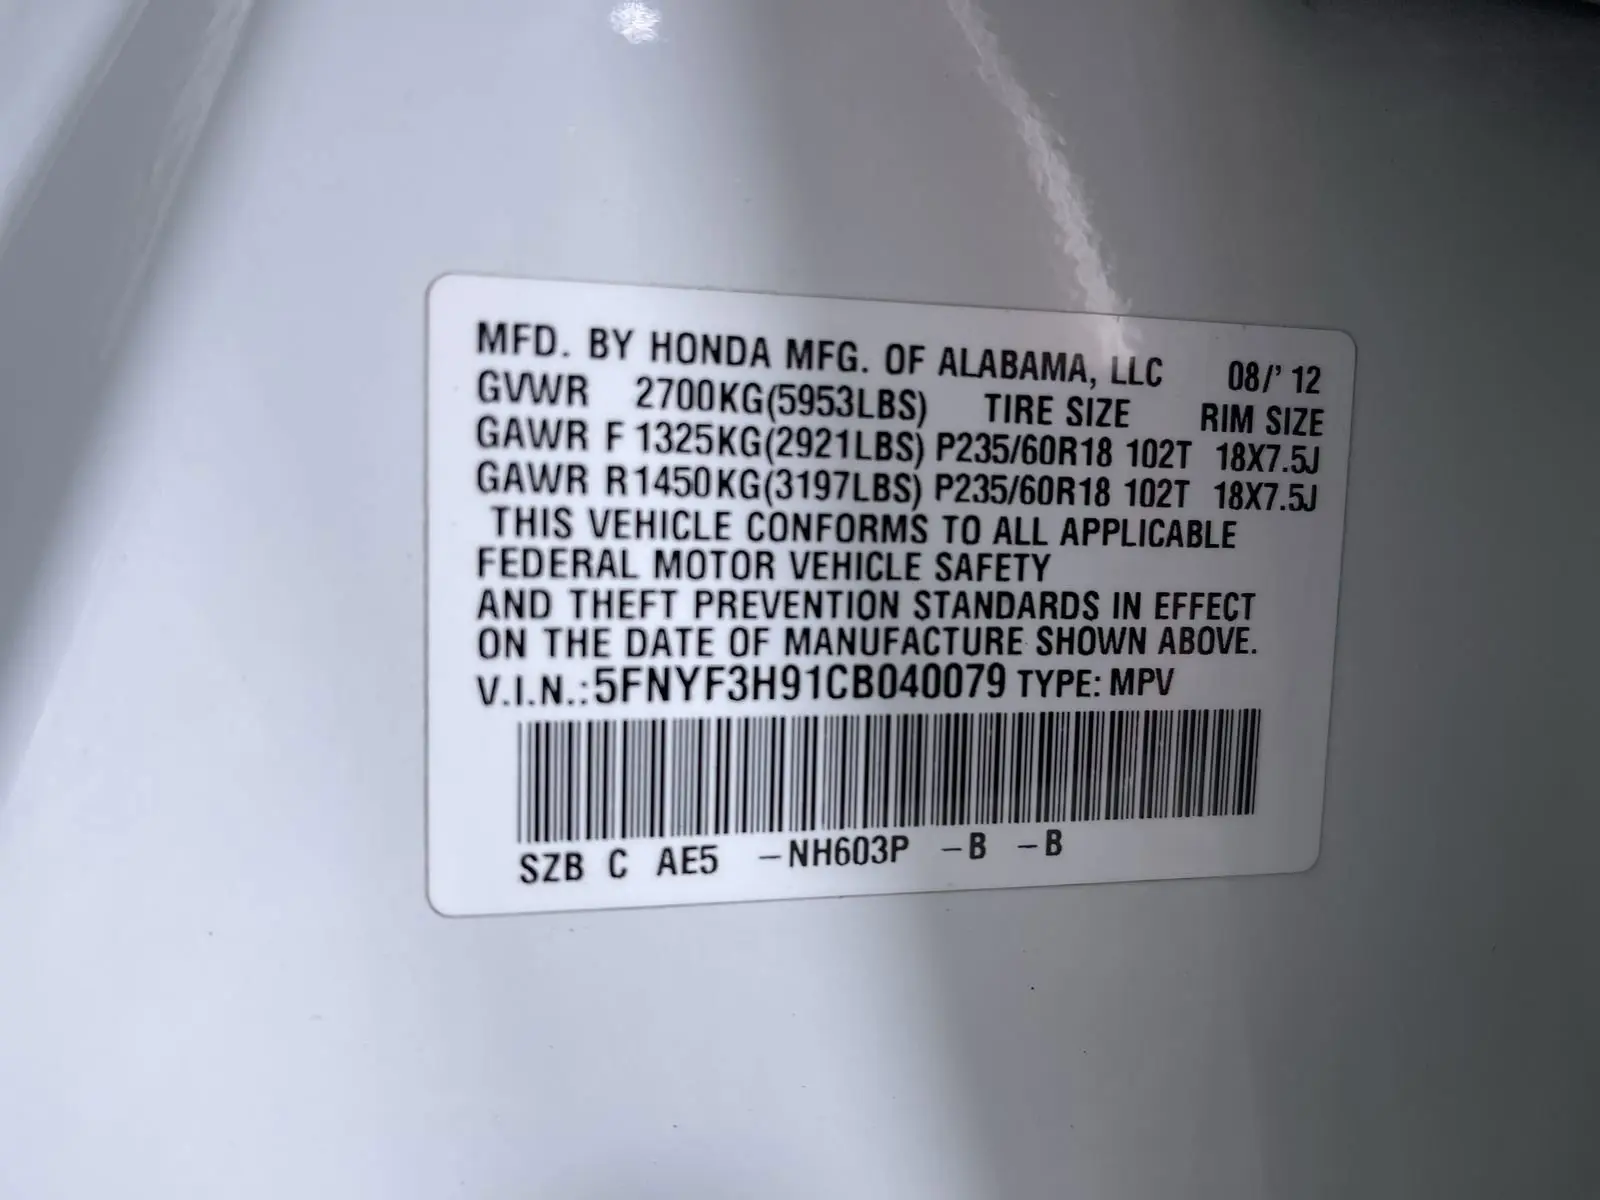 MFD. BY HONDA MFG. OF ALABAMA, LLC 08/' 12
GVWR 2700KG(5953LBS) TIRE SIZE RIM SIZE
GAWR F 1325KG(2921LBS) P235/60R18 102T 18X7.5J
GAWR R1450KG(3197LBS) P235/60R18 102T 18X7.5J
THIS VEHICLE CONFORMS TO ALL APPLICABLE
FEDERAL MOTOR VEHICLE SAFETY
AND THEFT PREVENTION STANDARDS IN EFFECT
ON THE DATE OF MANUFACTURE SHOWN ABOVE.
V.I.N.:5FNYF3H91CB040079 TYPE: MPV
SZB C AE5 –NH603P –B –B